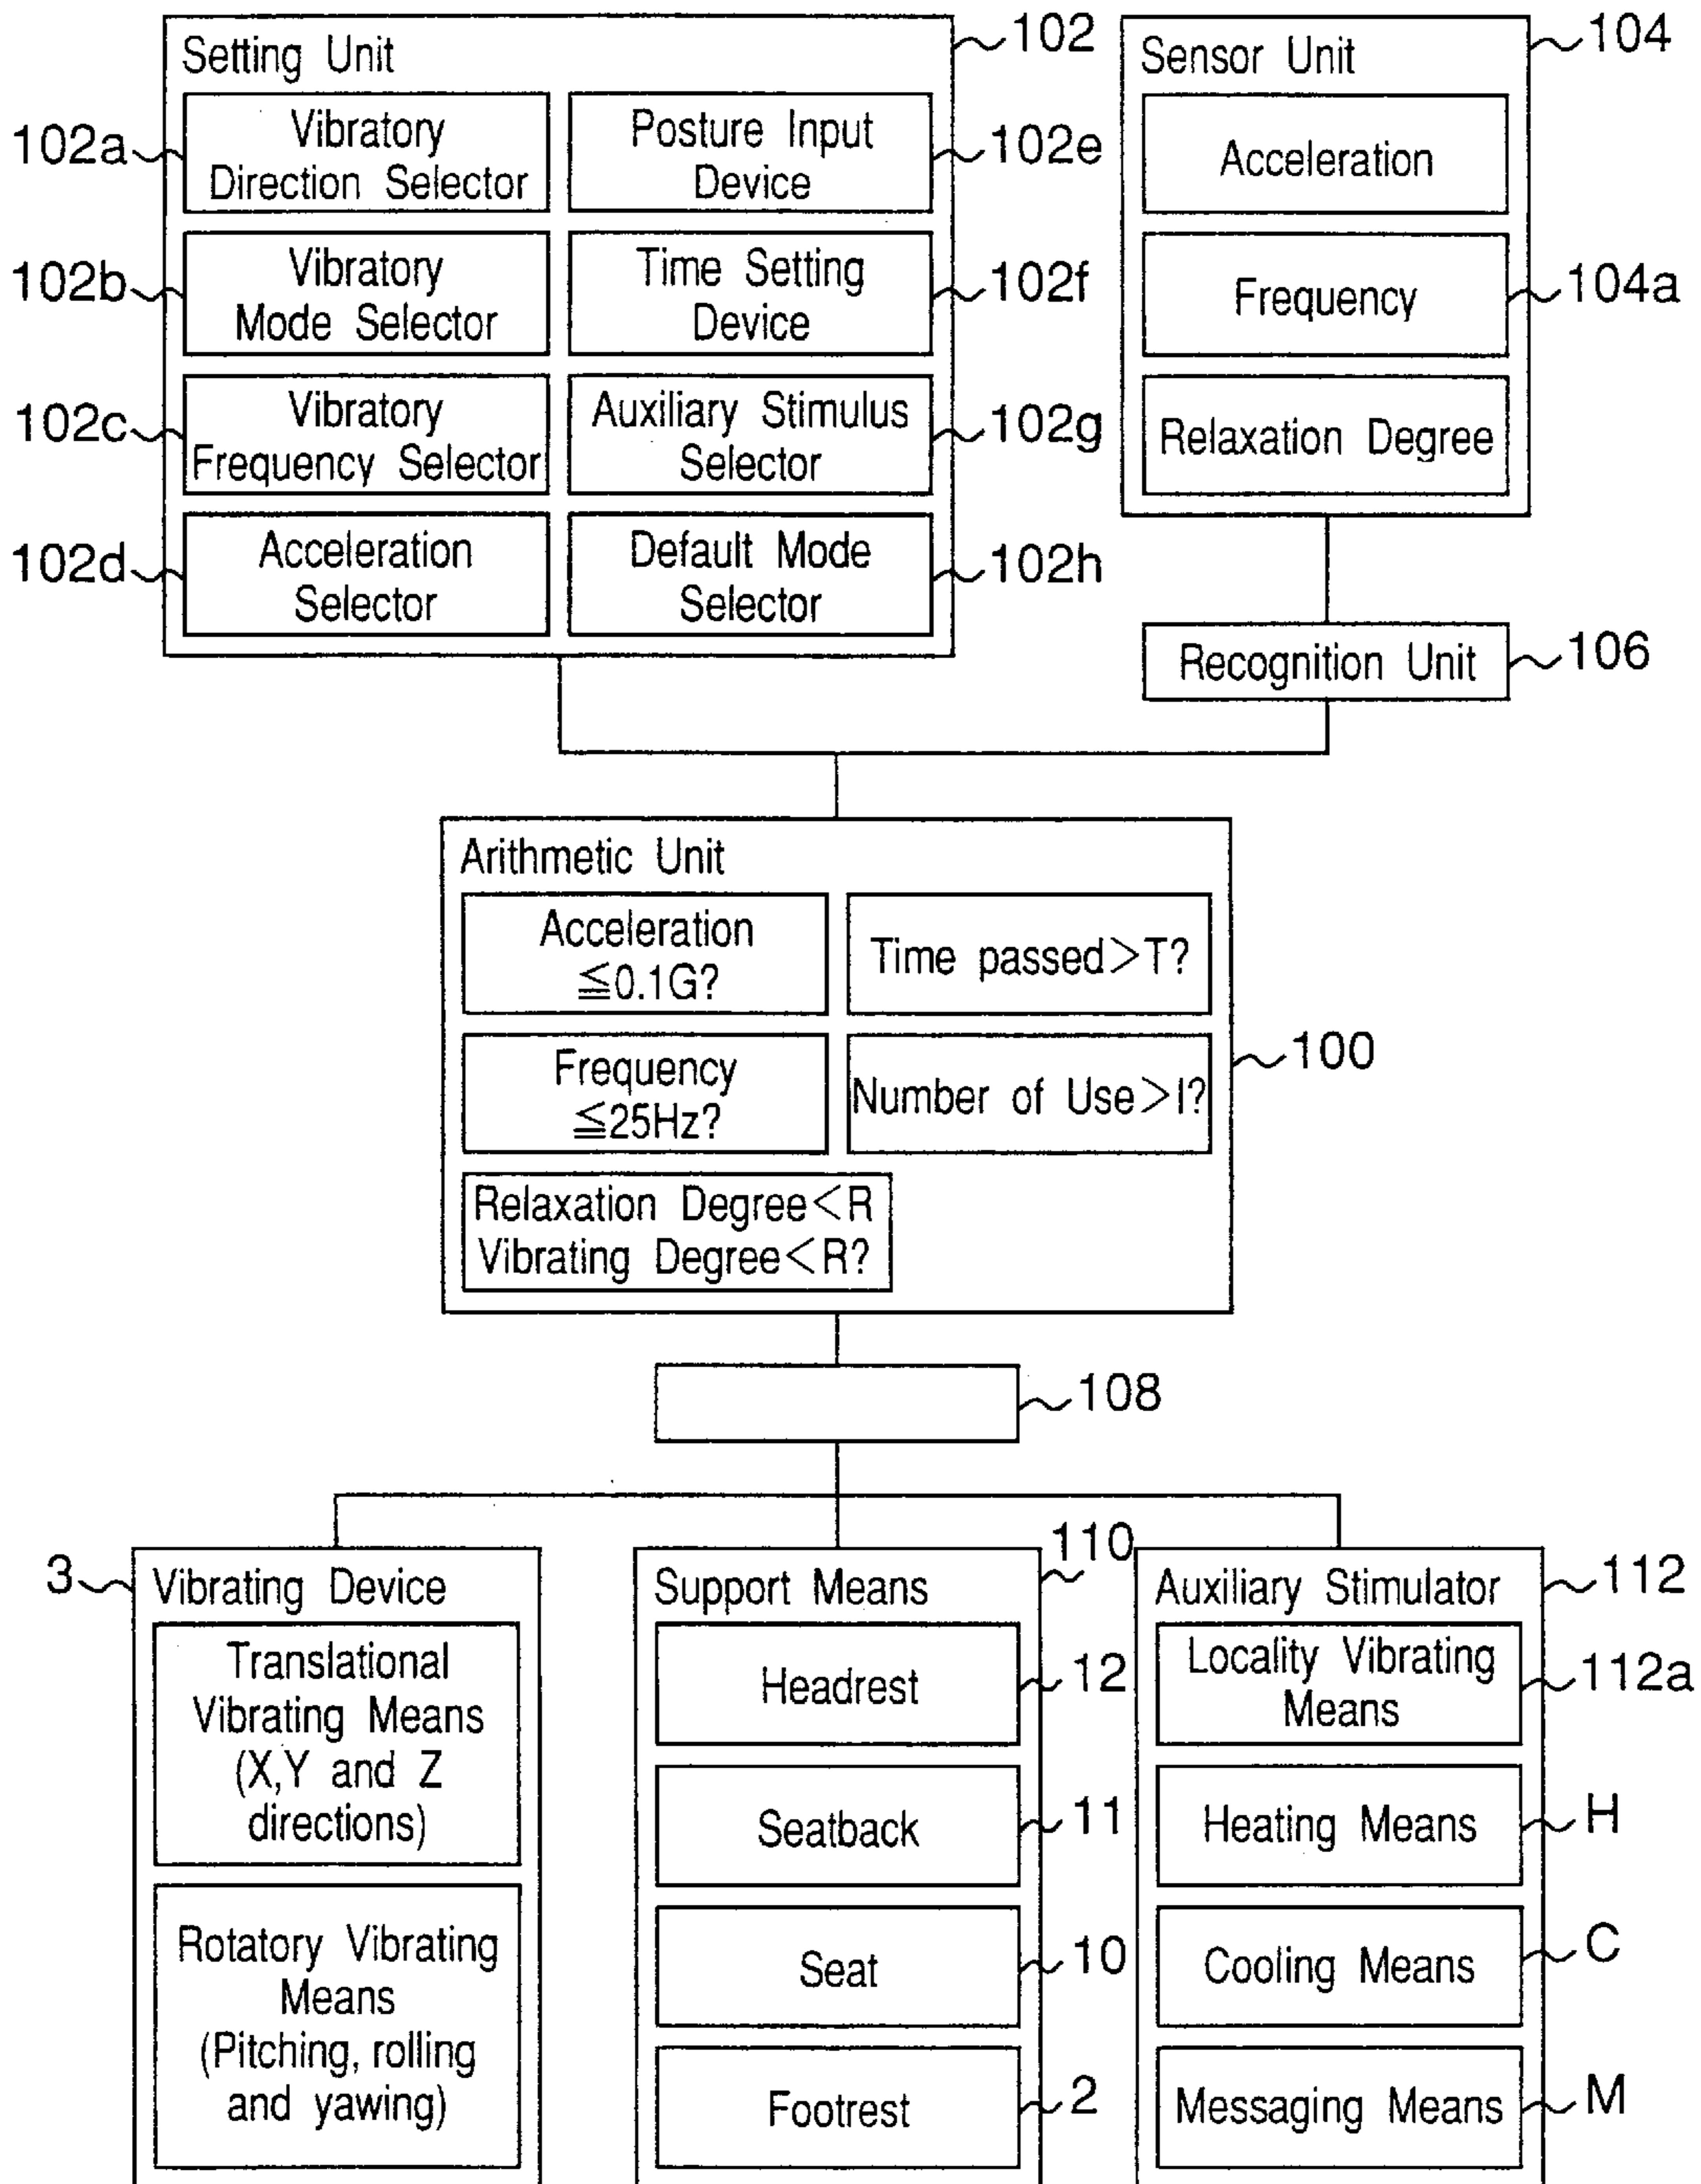 Setting Unit
102
102a
Vibratory
Direction Selector
Posture Input
Device
102e
102b
Vibratory
Mode Selector
Time Setting
Device
102f
102c
Vibratory
Frequency Selector
Auxiliary Stimulus
Selector
102g
102d
Acceleration
Selector
Default Mode
Selector
102h
Sensor Unit
104
Acceleration
Frequency
104a
Relaxation Degree
Recognition Unit
106
Arithmetic Unit
Acceleration
≦0.1G?
Time passed>T?
Frequency
≦25Hz?
Number of Use>I?
100
Relaxation Degree<R
Vibrating Degree<R?
108
3
Vibrating Device
Translational
Vibrating Means
(X,Y and Z
directions)
Rotatory Vibrating
Means
(Pitching, rolling
and yawing)
110
Support Means
Headrest
12
Seatback
11
Seat
10
Footrest
2
Auxiliary Stimulator
112
Locality Vibrating
Means
112a
Heating Means
H
Cooling Means
C
Messaging Means
M